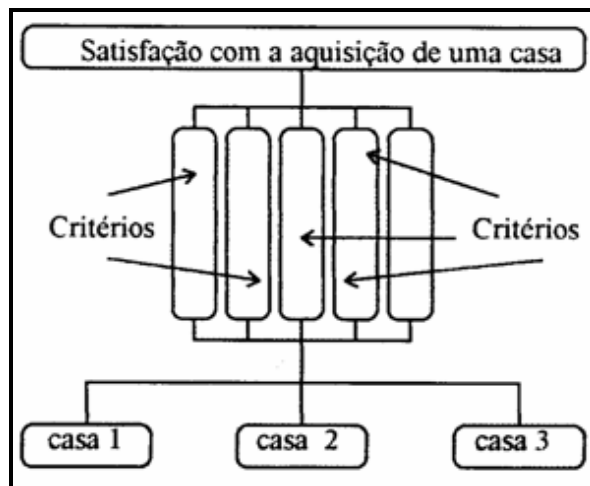 Satisfação com a aquisição de uma casa
Critérios
Critérios
casa 1
casa 2
casa 3